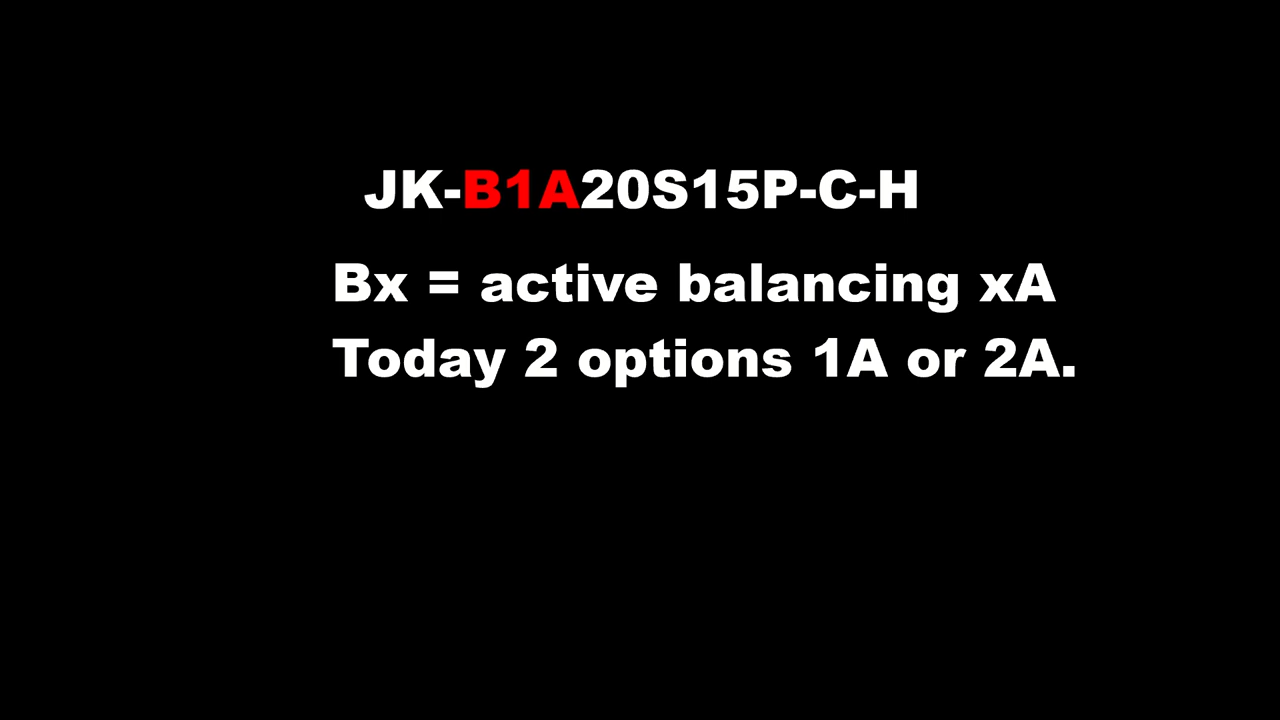 JK-B1A20S15P-C-H
Bx = active balancing xA
Today 2 options 1A or 2A.